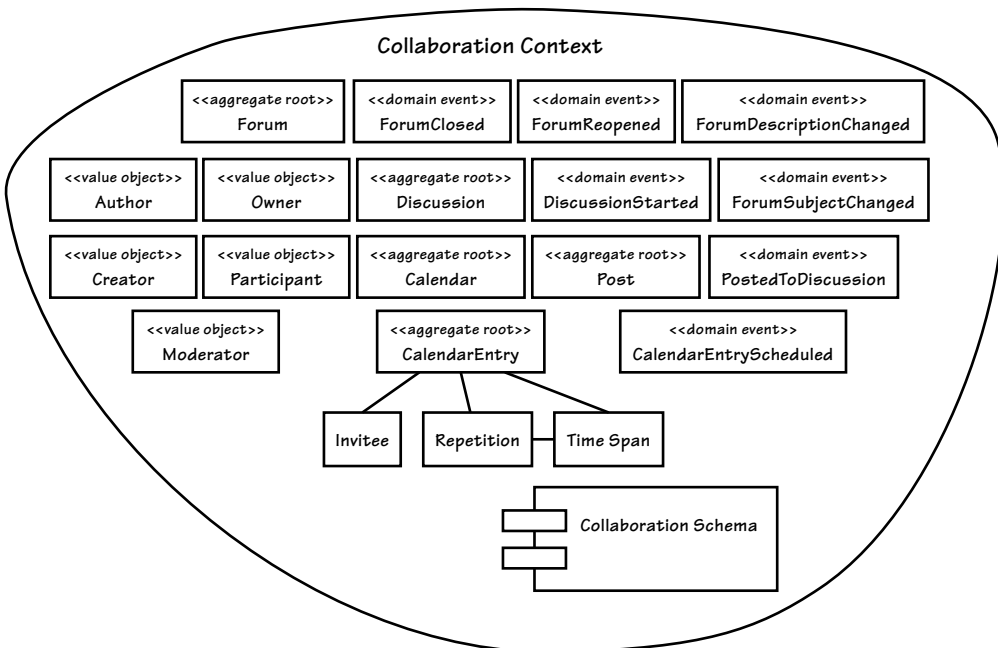 Collaboration Context
<<aggregate root>>
Forum
<<domain event>>
ForumClosed
<<domain event>>
ForumReopened
<<domain event>>
ForumDescriptionChanged
<<value object>>
Author
<<value object>>
Owner
<<aggregate root>>
Discussion
<<domain event>>
DiscussionStarted
<<domain event>>
ForumSubjectChanged
<<value object>>
Creator
<<value object>>
Participant
<<aggregate root>>
Calendar
<<aggregate root>>
Post
<<domain event>>
PostedToDiscussion
<<value object>>
Moderator
<<aggregate root>>
CalendarEntry
<<domain event>>
CalendarEntryScheduled
Invitee
Repetition
Time Span
Collaboration Schema